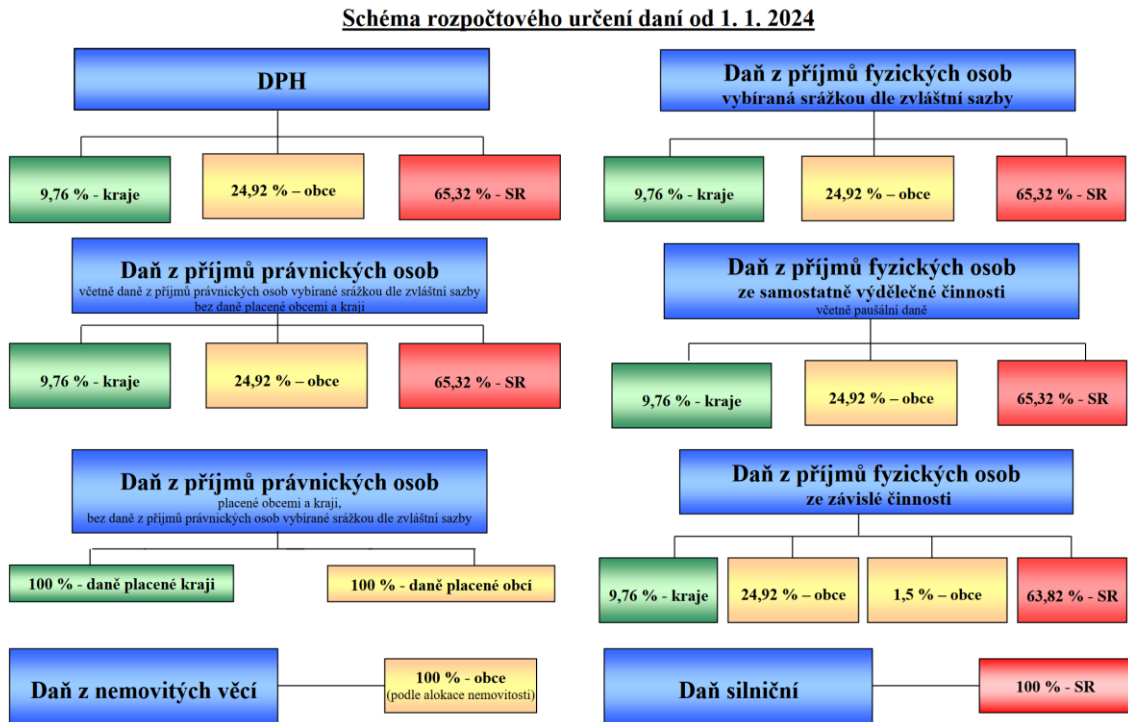 Schéma rozpočtového určení daní od 1. 1. 2024
DPH
9,76 % - kraje
24,92 % – obce
65,32 % - SR
Daň z příjmů fyzických osob
vybíraná srážkou dle zvláštní sazby
9,76 % - kraje
24,92 % – obce
65,32 % - SR
Daň z příjmů právnických osob
včetně daně z příjmů právnických osob vybírané srážkou dle zvláštní sazby
bez daně placené obcemi a kraji
9,76 % - kraje
24,92 % – obce
65,32 % - SR
Daň z příjmů fyzických osob
ze samostatně výdělečné činnosti
včetně paušální daně
9,76 % - kraje
24,92 % – obce
65,32 % - SR
Daň z příjmů právnických osob
placené obcemi a kraji,
bez daně z příjmů právnických osob vybírané srážkou dle zvláštní sazby
100 % - daně placené kraji
100 % - daně placené obcí
Daň z příjmů fyzických osob
ze závislé činnosti
9,76 % - kraje
24,92 % – obce
1,5 % – obce
63,82 % - SR
Daň z nemovitých věcí
100 % - obce
(podle alokace nemovitosti)
Daň silniční
100 % - SR